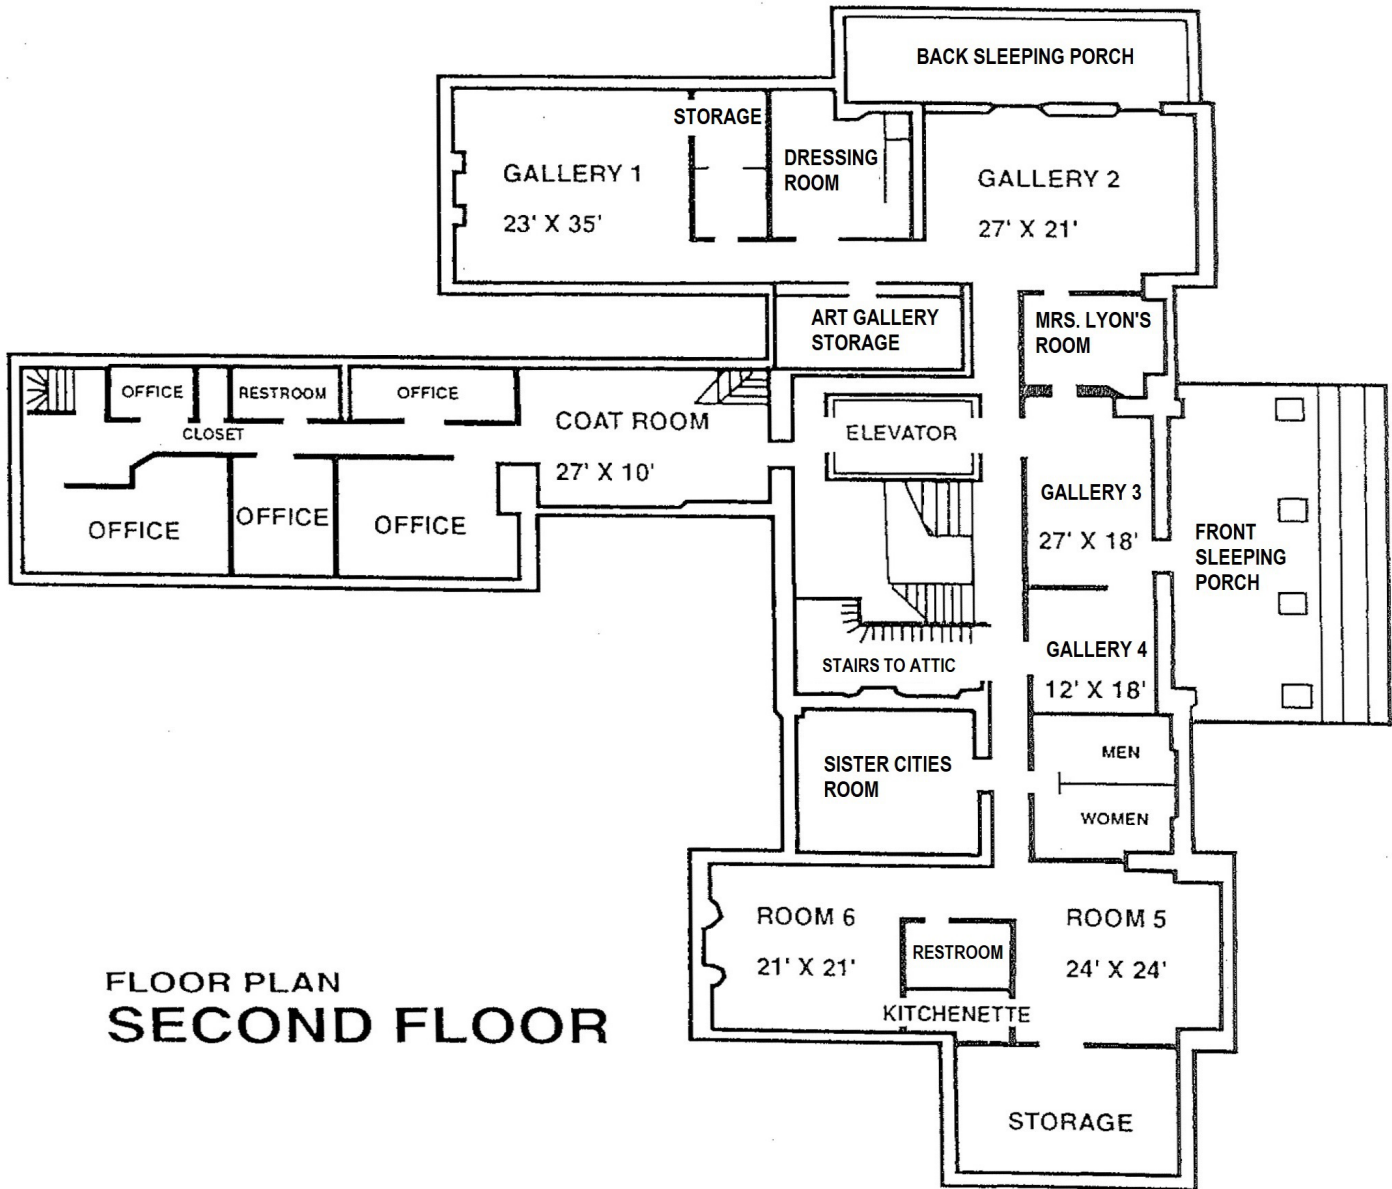 BACK SLEEPING PORCH
STORAGE
DRESSING
ROOM
GALLERY 1
23' X 35'
GALLERY 2
27' X 21'
ART GALLERY
STORAGE
MRS. LYON'S
ROOM
OFFICE
RESTROOM
OFFICE
CLOSET
COAT ROOM
27' X 10'
ELEVATOR
OFFICE
OFFICE
OFFICE
GALLERY 3
27' X 18'
FRONT
SLEEPING
PORCH
STAIRS TO ATTIC
GALLERY 4
12' X 18'
SISTER CITIES
ROOM
MEN
WOMEN
ROOM 6
21' X 21'
RESTROOM
ROOM 5
24' X 24'
KITCHENETTE
STORAGE
FLOOR PLAN
SECOND FLOOR